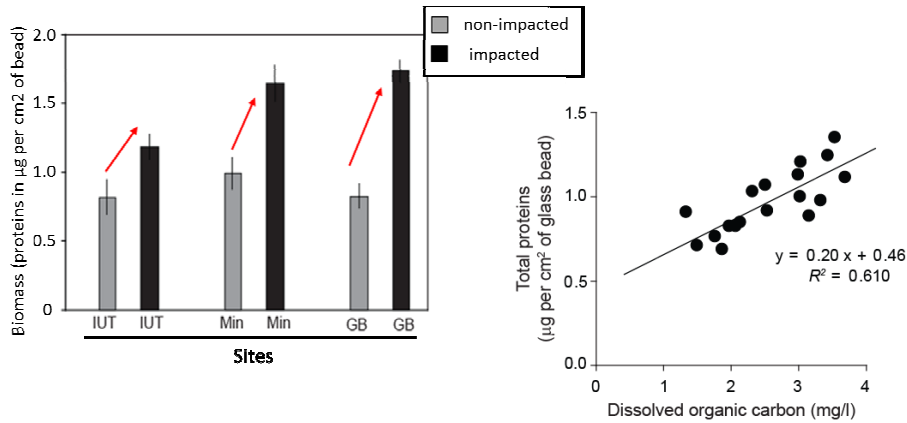 non-impacted
impacted
Biomass (proteins in µg per cm2 of bead)
2.0
1.5
1.0
0.5
0
IUT IUT Min Min GB GB
Sites
Total proteins
(µg per cm² of glass bead)
1.5
1.0
0.5
0.0
y = 0.20 x + 0.46
R² = 0.610
0 1 2 3 4
Dissolved organic carbon (mg/l)